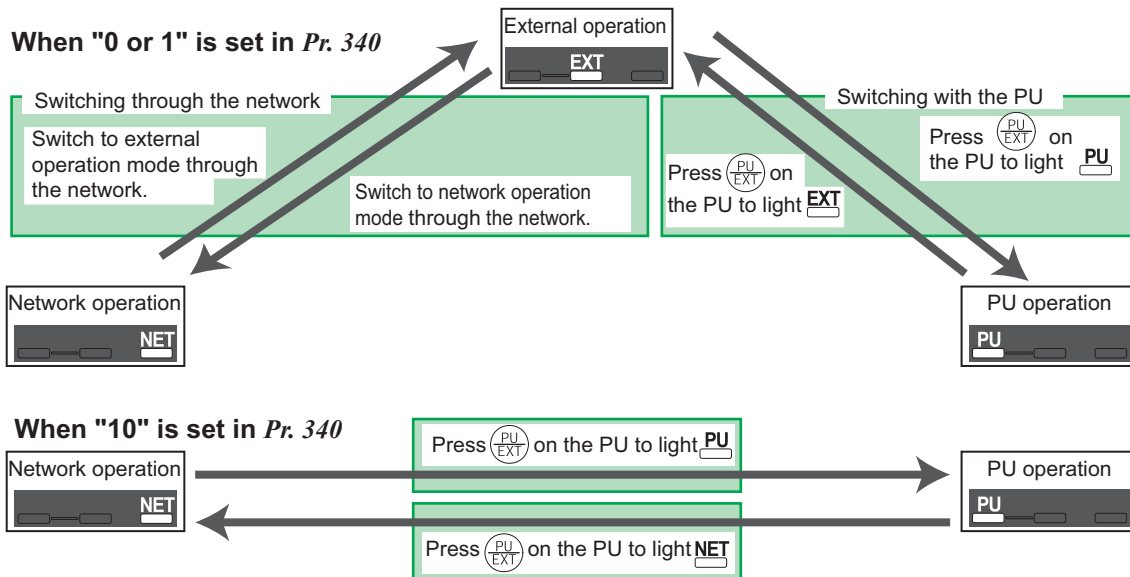 When "0 or 1" is set in Pr. 340
External operation
EXT
Switching through the network
Switch to external
operation mode through
the network.
Switch to network operation
mode through the network.
Switching with the PU
Press PU/EXT on
the PU to light EXT
Press PU/EXT on
the PU to light PU
Network operation
NET
PU operation
PU
When "10" is set in Pr. 340
Network operation
NET
Press PU/EXT on the PU to light PU
Press PU/EXT on the PU to light NET
PU operation
PU